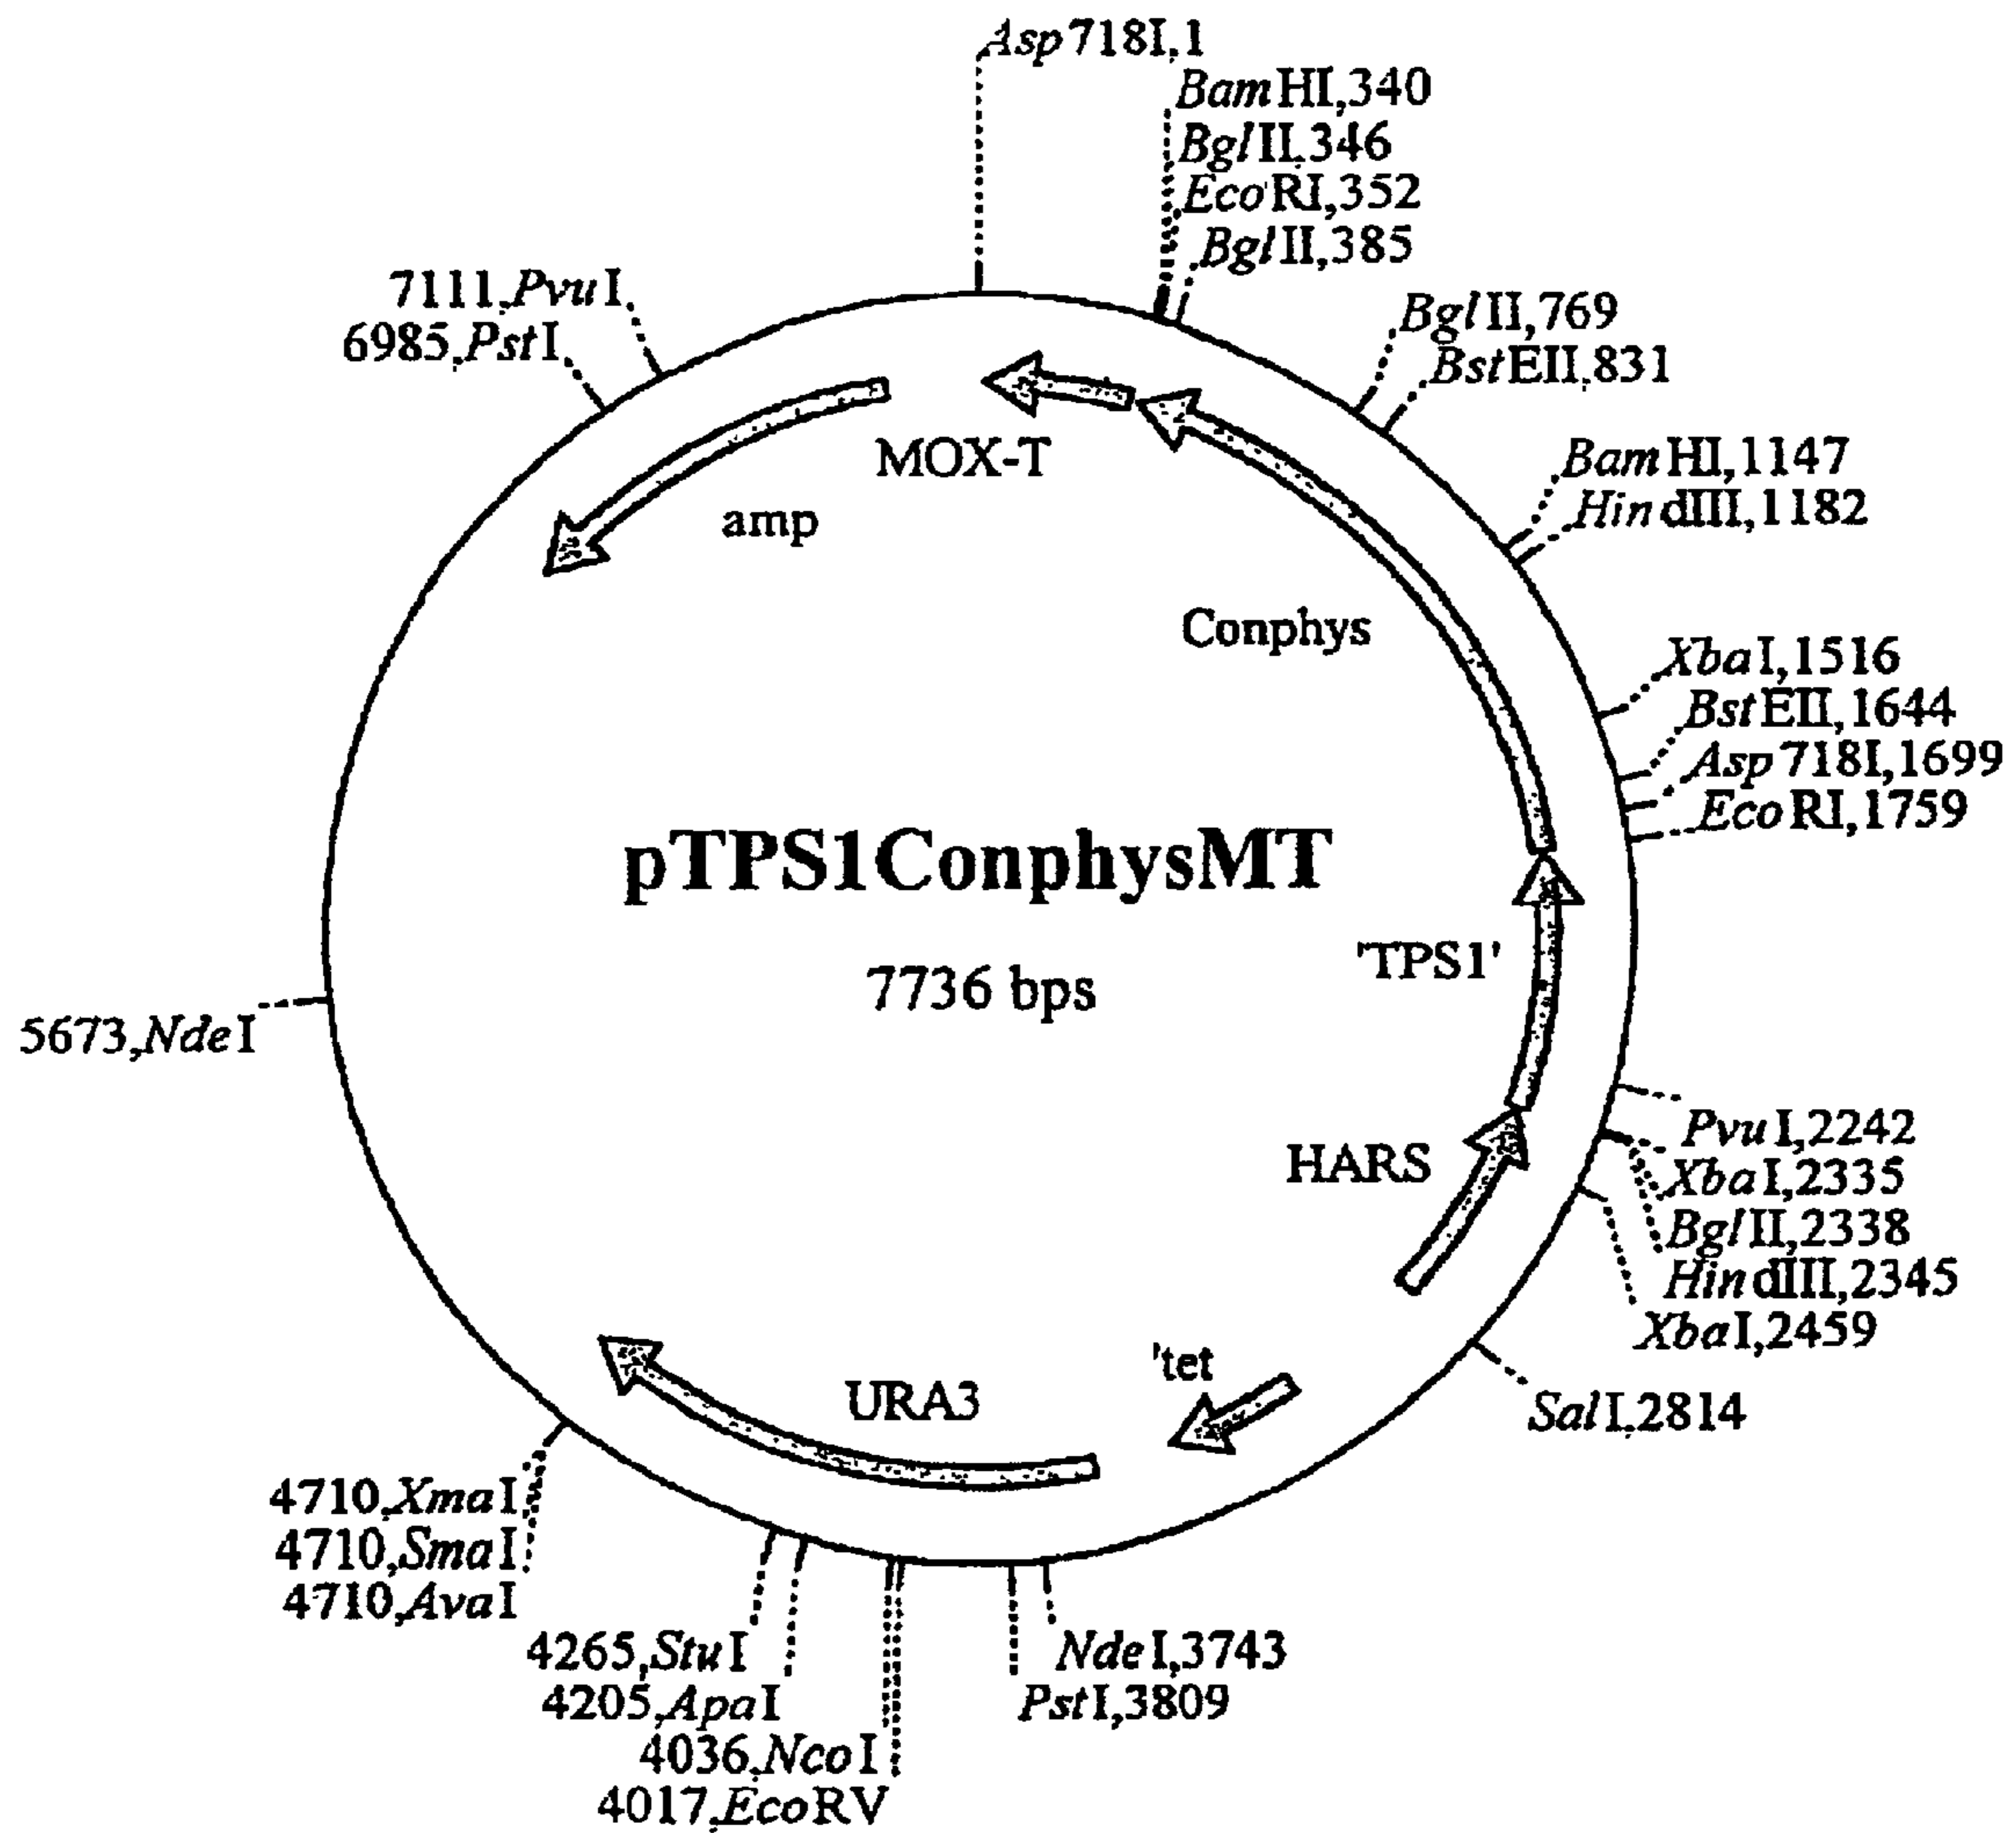 Asp718I,1
BamHI,340
BglII,346
EcoRI,352
BglII,385
7111,PvuI
6985,PstI
BglII,769
BstEII,831
MOX-T
amp
BamHI,1147
HindIII,1182
Conphys
XbaI,1516
BstEII,1644
Asp718I,1699
EcoRI,1759
pTPS1ConphysMT
7736 bps
'TPS1'
5673,NdeI
HARS
PvuI,2242
XbaI,2335
BglII,2338
HindIII,2345
XbaI,2459
'tet
URA3
SalI,2814
4710,XmaI
4710,SmaI
4710,AvaI
4265,StuI
4205,ApaI
4036,NcoI
4017,EcoRV
NdeI,3743
PstI,3809